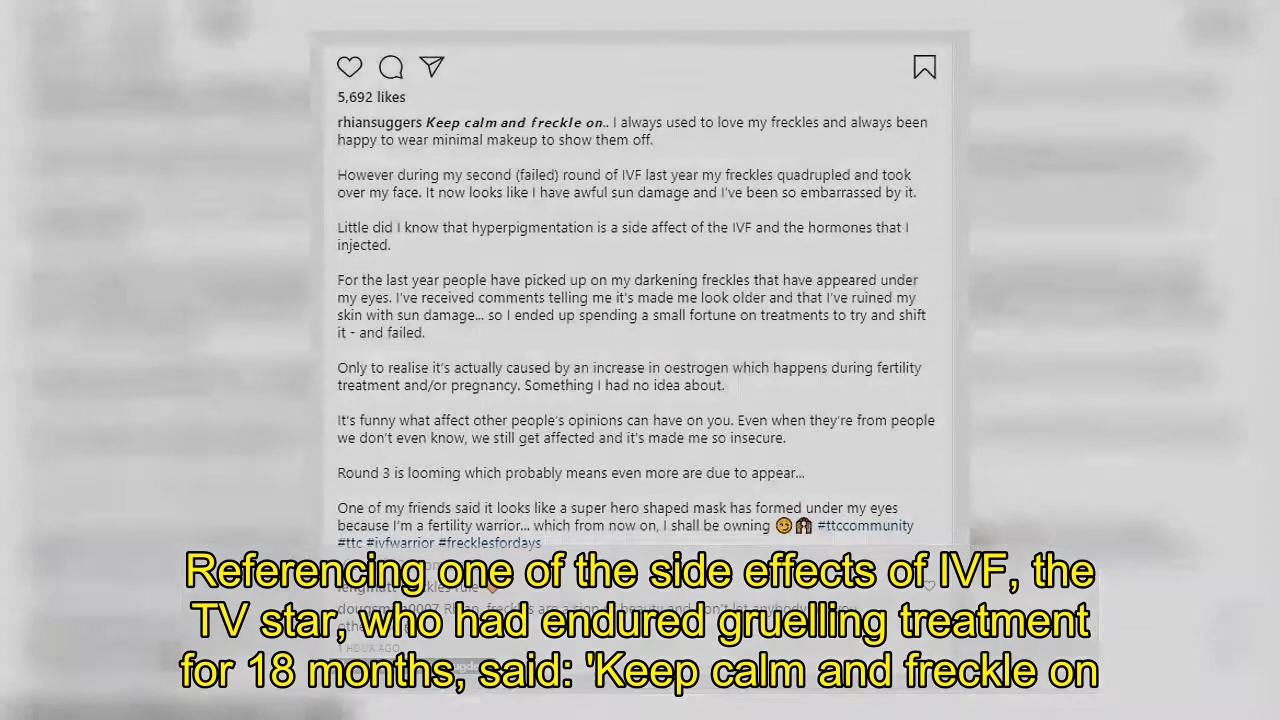 5,692 likes
rhiansuggers Keep calm and freckle on.. I always used to love my freckles and always been
happy to wear minimal makeup to show them off.
However during my second (failed) round of IVF last year my freckles quadrupled and took
over my face. It now looks like I have awful sun damage and I've been so embarrassed by it.
Little did I know that hyperpigmentation is a side affect of the IVF and the hormones that I
injected.
For the last year people have picked up on my darkening freckles that have appeared under
my eyes. I've received comments telling me it's made me look older and that I've ruined my
skin with sun damage... so I ended up spending a small fortune on treatments to try and shift
it - and failed.
Only to realise it's actually caused by an increase in oestrogen which happens during fertility
treatment and/or pregnancy. Something I had no idea about.
It's funny what affect other people's opinions can have on you. Even when they're from people
we don't even know, we still get affected and it's made me so insecure.
Round 3 is looming which probably means even more are due to appear...
One of my friends said it looks like a super hero shaped mask has formed under my eyes
because I'm a fertility warrior... which from now on, I shall be owning #ttccommunity
#ttc #ivfwarrior #frecklesfordays
Referencing one of the side effects of IVF, the
TV star, who had endured gruelling treatment
for 18 months, said: 'Keep calm and freckle on
1 HOUR AGO